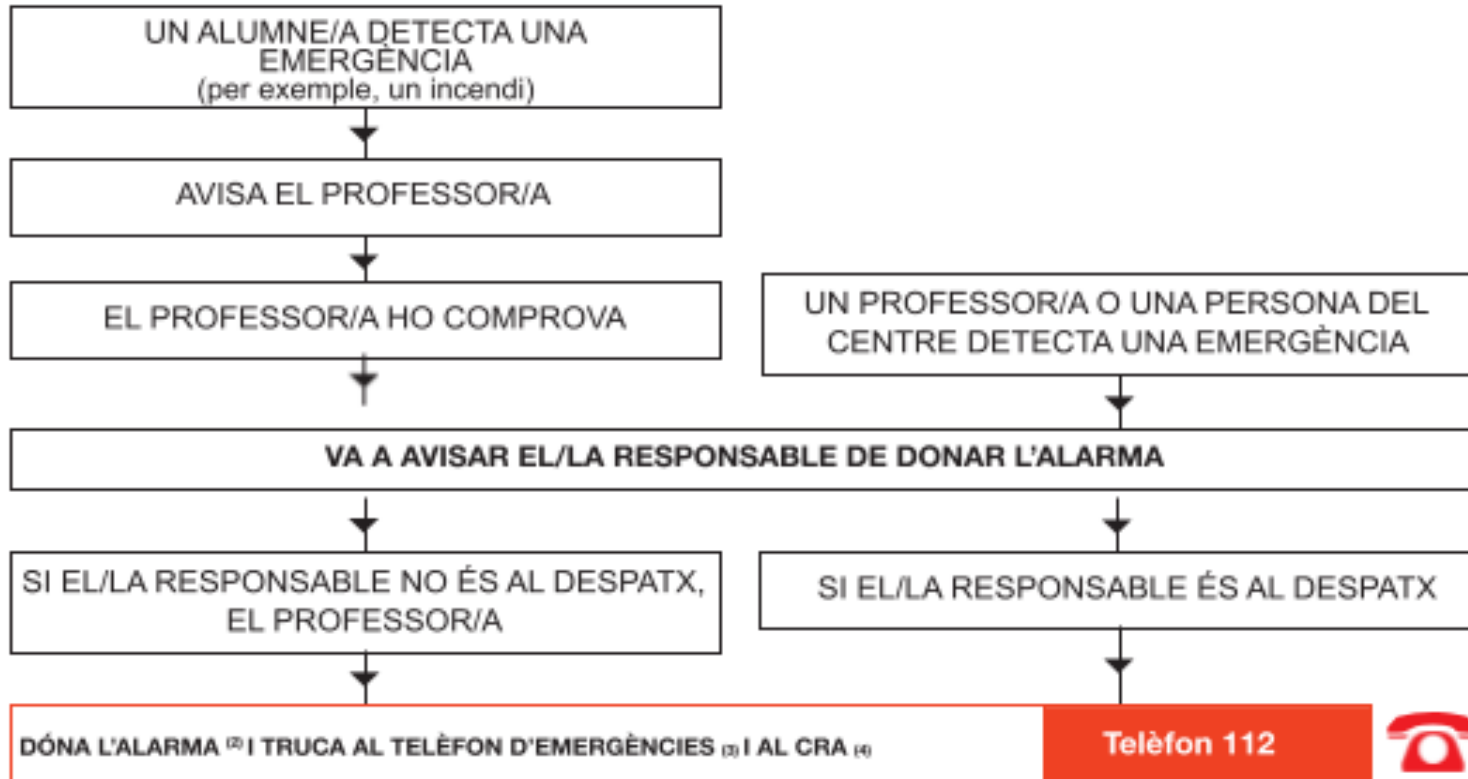 UN ALUMNE/A DETECTA UNA
EMERGÈNCIA
(per exemple, un incendi)
AVISA EL PROFESSOR/A
EL PROFESSOR/A HO COMPROVA
UN PROFESSOR/A O UNA PERSONA DEL
CENTRE DETECTA UNA EMERGÈNCIA
VA A AVISAR EL/LA RESPONSABLE DE DONAR L'ALARMA
SI EL/LA RESPONSABLE NO ÉS AL DESPATX,
EL PROFESSOR/A
SI EL/LA RESPONSABLE ÉS AL DESPATX
DÓNA L'ALARMA (2) I TRUCA AL TELÈFON D'EMERGÈNCIES (3) I AL CRA (4)
Telèfon 112